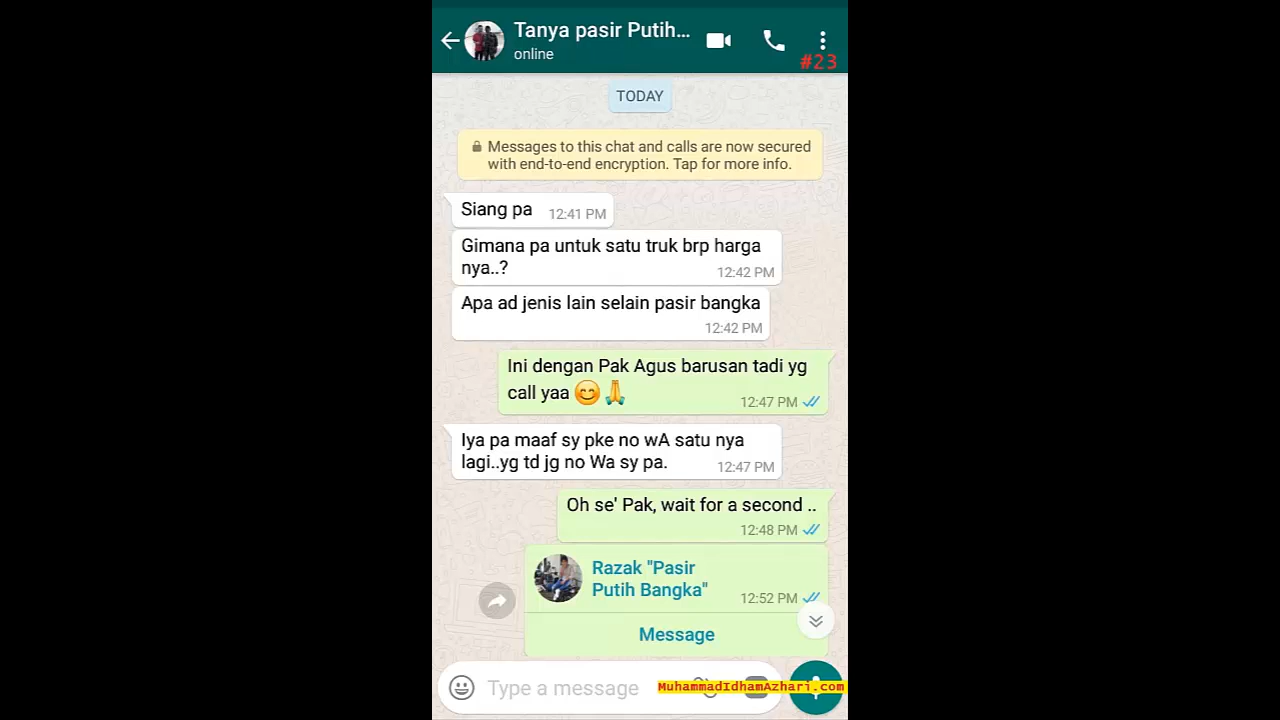 Tanya pasir Putih...
online
#23
TODAY
Messages to this chat and calls are now secured
with end-to-end encryption. Tap for more info.
Siang pa 12:41 PM
Gimana pa untuk satu truk brp harga
nya..? 12:42 PM
Apa ad jenis lain selain pasir bangka
12:42 PM
Ini dengan Pak Agus barusan tadi yg
call yaa 😊🙏 12:47 PM
Iya pa maaf sy pke no wA satu nya
lagi..yg td jg no Wa sy pa. 12:47 PM
Oh se' Pak, wait for a second ..
12:48 PM
Razak "Pasir
Putih Bangka" 12:52 PM
Message
Type a message
MuhammadIdhamAzhari.com